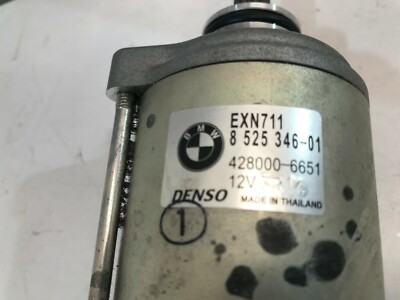 EXN711
BMW
8 525 346-01
428000-6651
12V
DENSO
MADE IN THAILAND
1